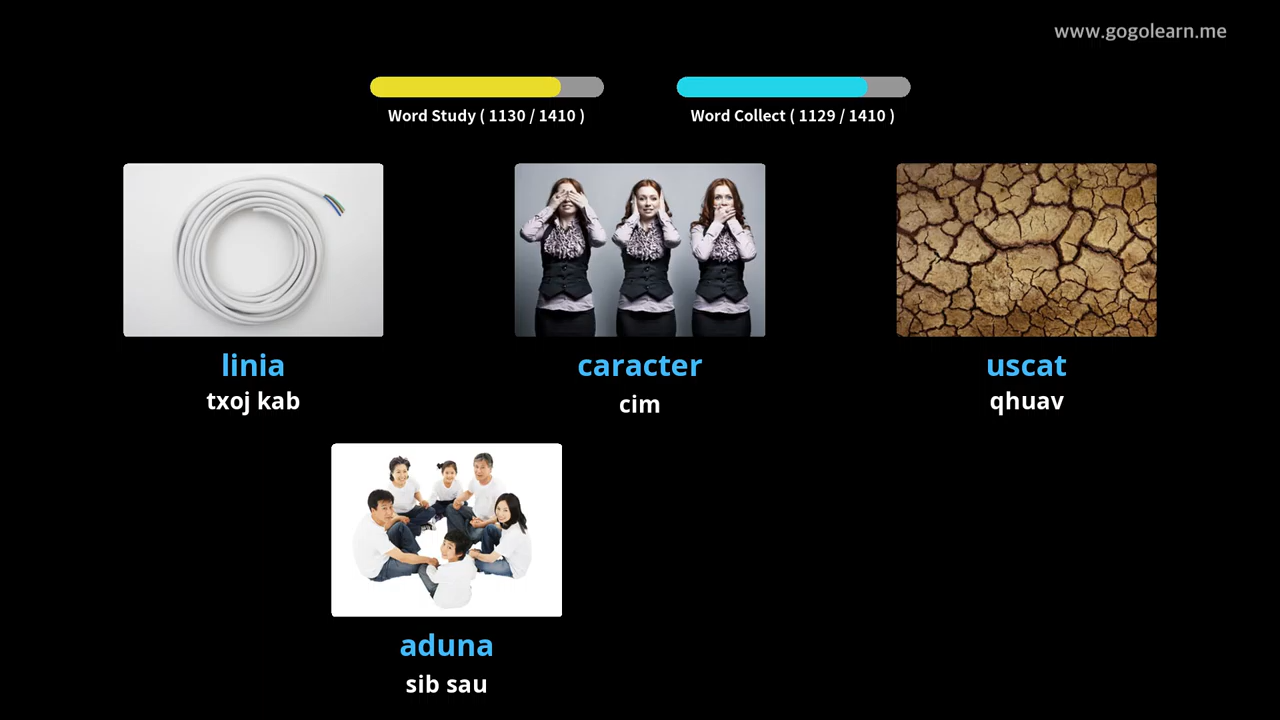 www.gogolearn.me
Word Study ( 1130 / 1410 )
Word Collect ( 1129 / 1410 )
linia
txoj kab
caracter
cim
uscat
qhuav
aduna
sib sau